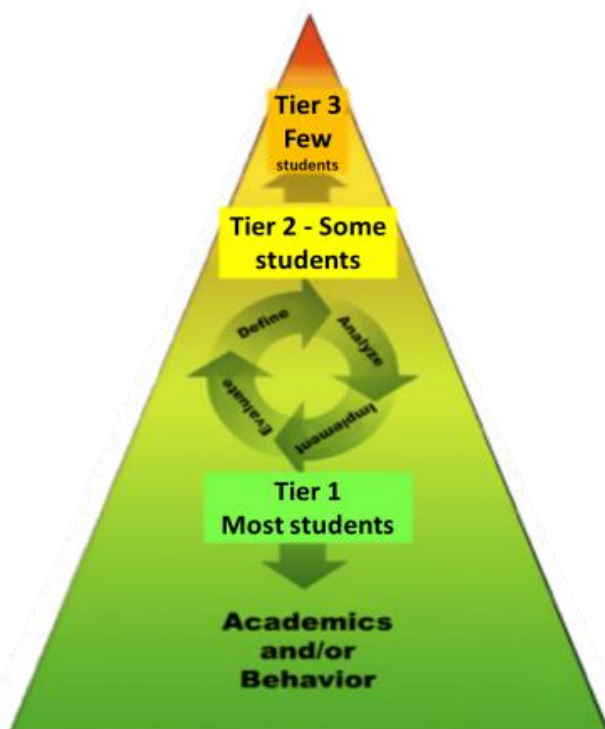 Tier 3
Few
students
Tier 2 - Some
students
Define
Analyze
Implement
Evaluate
Tier 1
Most students
Academics
and/or
Behavior